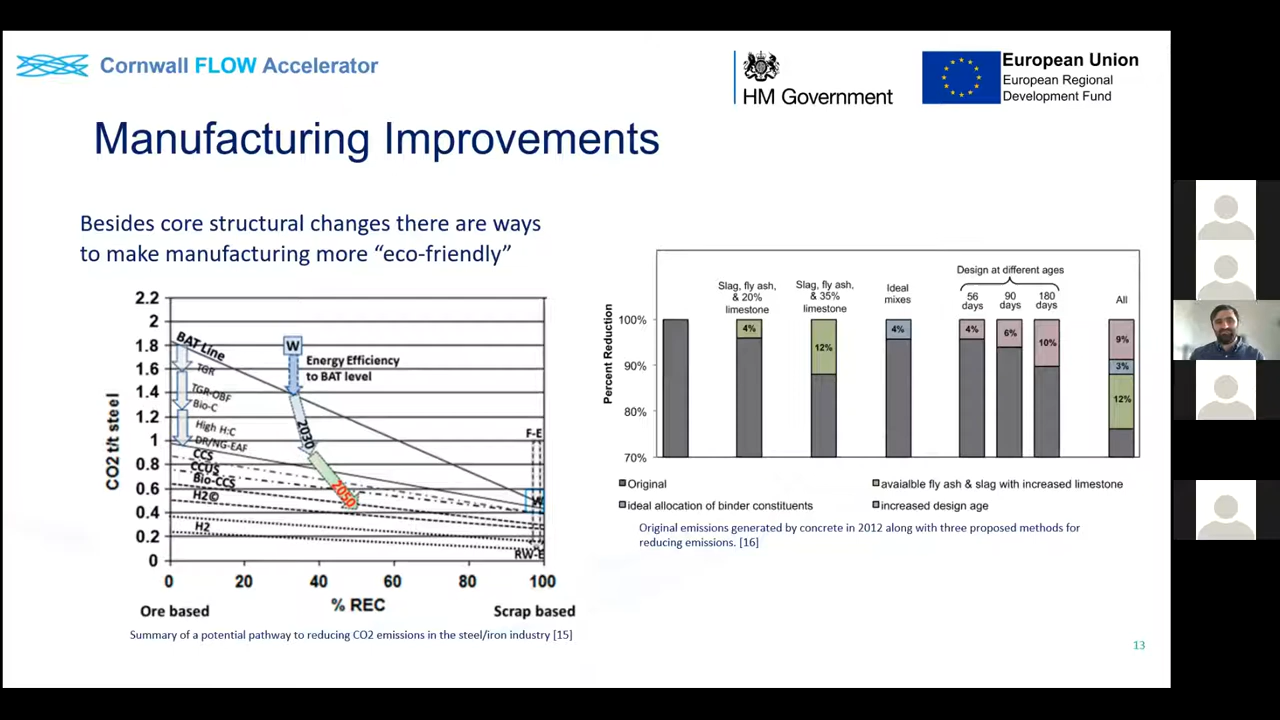 Cornwall FLOW Accelerator
HM Government
European Union
European Regional
Development Fund
Manufacturing Improvements
Besides core structural changes there are ways
to make manufacturing more “eco-friendly”
2.2
2
1.8
1.6
1.4
1.2
1
0.8
0.6
0.4
0.2
0
CO2 t/t steel
BAT Line
TGR
TGR-OBF
Bio-C
High H:C
DR/NG-EAF
CCS
CCUS
Bio-CCS
H2©
H2
W
Energy Efficiency
to BAT level
2030
2050
F-E
W
RW-E
0 20 40 60 80 100
% REC
Ore based
Scrap based
Summary of a potential pathway to reducing CO2 emissions in the steel/iron industry [15]
Percent Reduction
100%
90%
80%
70%
Slag, fly ash,
& 20%
limestone
Slag, fly ash,
& 35%
limestone
Ideal
mixes
Design at different ages
56
days
90
days
180
days
All
4%
12%
4%
4%
6%
10%
9%
3%
12%
Original
avaialble fly ash & slag with increased limestone
ideal allocation of binder constituents
increased design age
Original emissions generated by concrete in 2012 along with three proposed methods for
reducing emissions. [16]
13